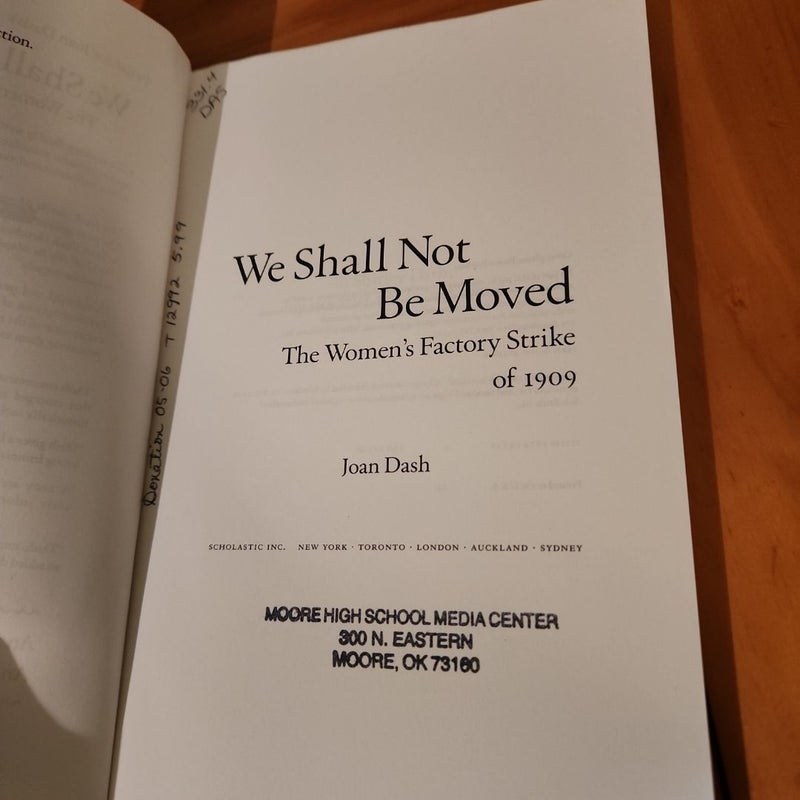 ction.
331.4
DAS
Donation 05-06 T 12992 5.99
We Shall Not
Be Moved
The Women's Factory Strike
of 1909
Joan Dash
SCHOLASTIC INC. NEW YORK · TORONTO · LONDON · AUCKLAND · SYDNEY
MOORE HIGH SCHOOL MEDIA CENTER
300 N. EASTERN
MOORE, OK 73160